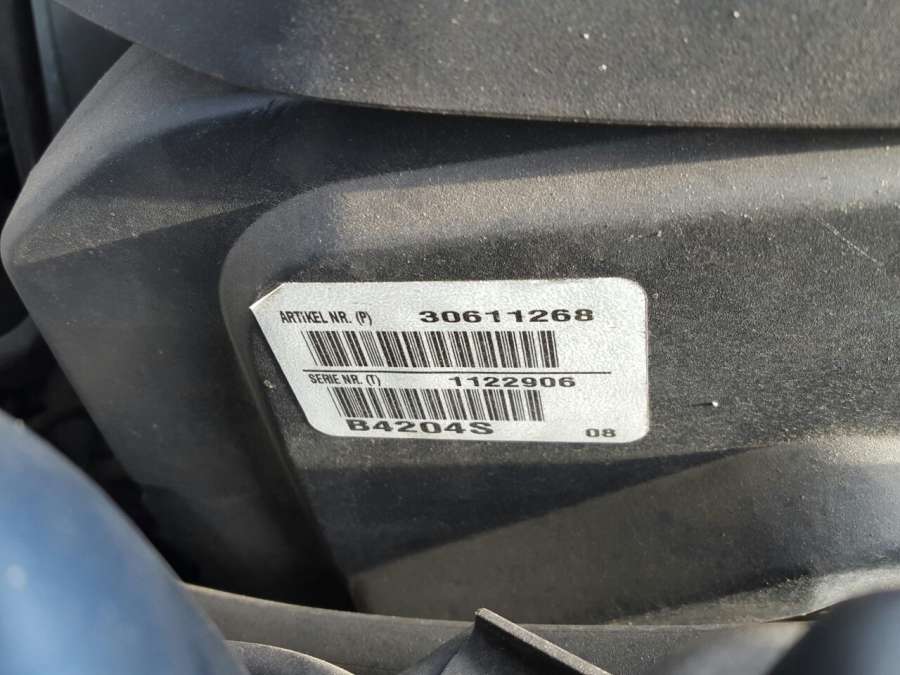 ARTiKEL NR. (P) 30611268
SERIE NR. (T) 1122906
B4204S 08